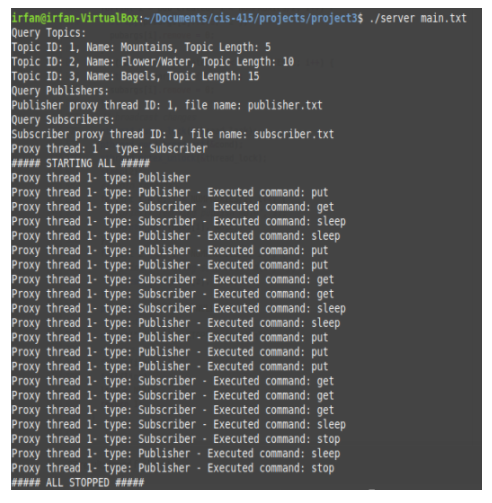 irfan@irfan-VirtualBox:~/Documents/cis-415/projects/project3$ ./server main.txt
Query Topics:
Topic ID: 1, Name: Mountains, Topic Length: 5
Topic ID: 2, Name: Flower/Water, Topic Length: 10
Topic ID: 3, Name: Bagels, Topic Length: 15
Query Publishers:
Publisher proxy thread ID: 1, file name: publisher.txt
Query Subscribers:
Subscriber proxy thread ID: 1, file name: subscriber.txt
Proxy thread: 1 - type: Subscriber
##### STARTING ALL #####
Proxy thread 1- type: Publisher
Proxy thread 1- type: Publisher - Executed command: put
Proxy thread 1- type: Subscriber - Executed command: get
Proxy thread 1- type: Subscriber - Executed command: sleep
Proxy thread 1- type: Publisher - Executed command: sleep
Proxy thread 1- type: Publisher - Executed command: put
Proxy thread 1- type: Publisher - Executed command: put
Proxy thread 1- type: Subscriber - Executed command: get
Proxy thread 1- type: Subscriber - Executed command: get
Proxy thread 1- type: Subscriber - Executed command: sleep
Proxy thread 1- type: Publisher - Executed command: sleep
Proxy thread 1- type: Publisher - Executed command: put
Proxy thread 1- type: Publisher - Executed command: put
Proxy thread 1- type: Publisher - Executed command: put
Proxy thread 1- type: Subscriber - Executed command: get
Proxy thread 1- type: Subscriber - Executed command: get
Proxy thread 1- type: Subscriber - Executed command: get
Proxy thread 1- type: Subscriber - Executed command: sleep
Proxy thread 1- type: Subscriber - Executed command: stop
Proxy thread 1- type: Publisher - Executed command: sleep
Proxy thread 1- type: Publisher - Executed command: stop
##### ALL STOPPED #####